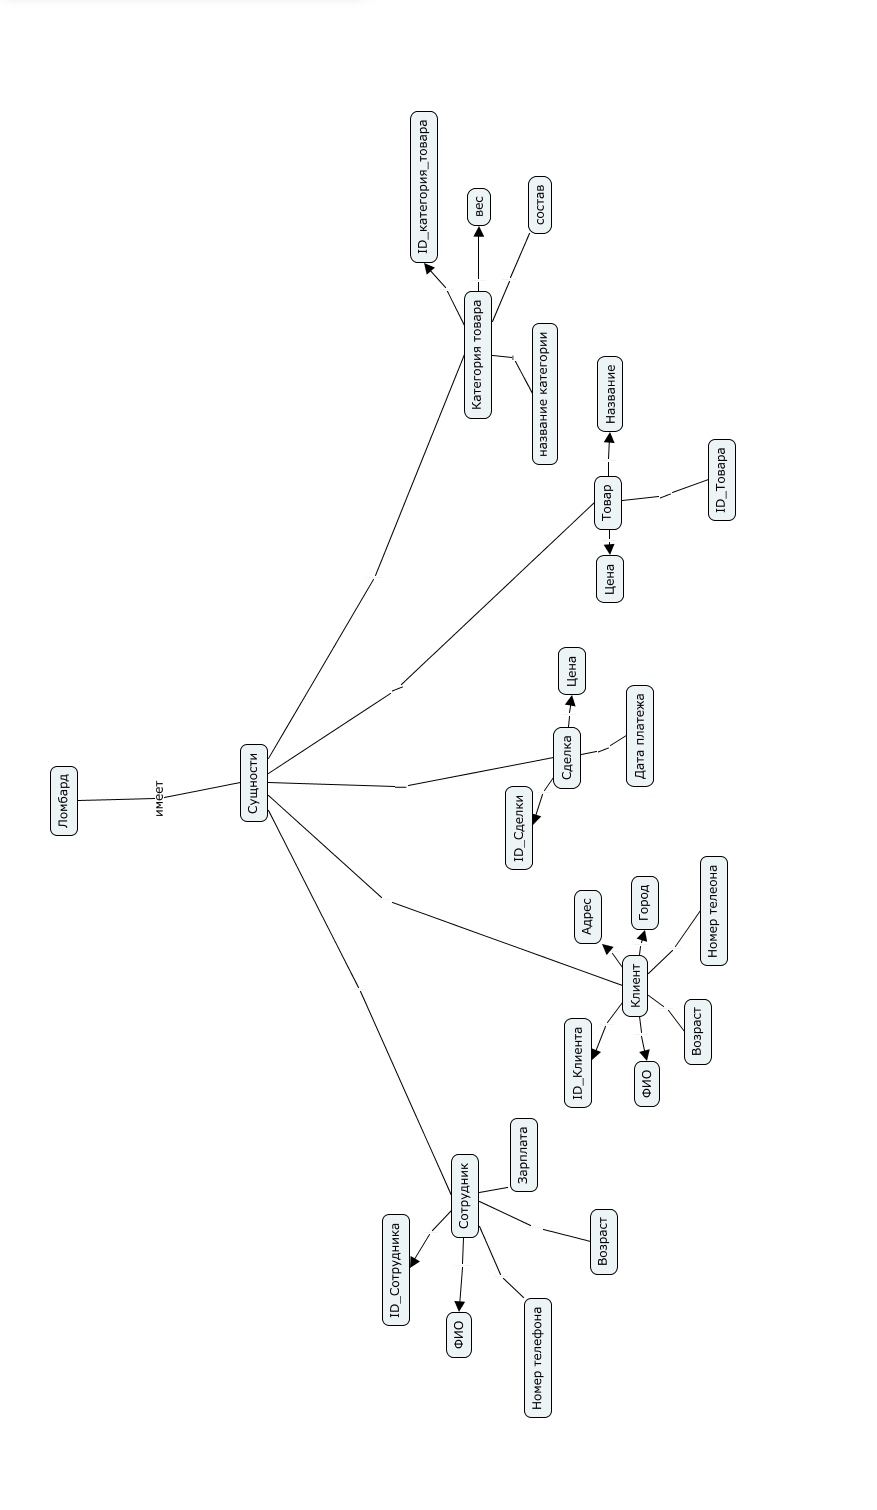 Ломбард
имеет
Сущности
Сотрудник
ID_Сотрудника
ФИО
Номер телефона
Возраст
Зарплата
Клиент
ID_Клиента
ФИО
Возраст
Номер телеона
Город
Адрес
Сделка
ID_Сделки
Дата платежа
Цена
Товар
Цена
ID_Товара
Название
Категория товара
название категории
состав
вес
ID_категория_товара